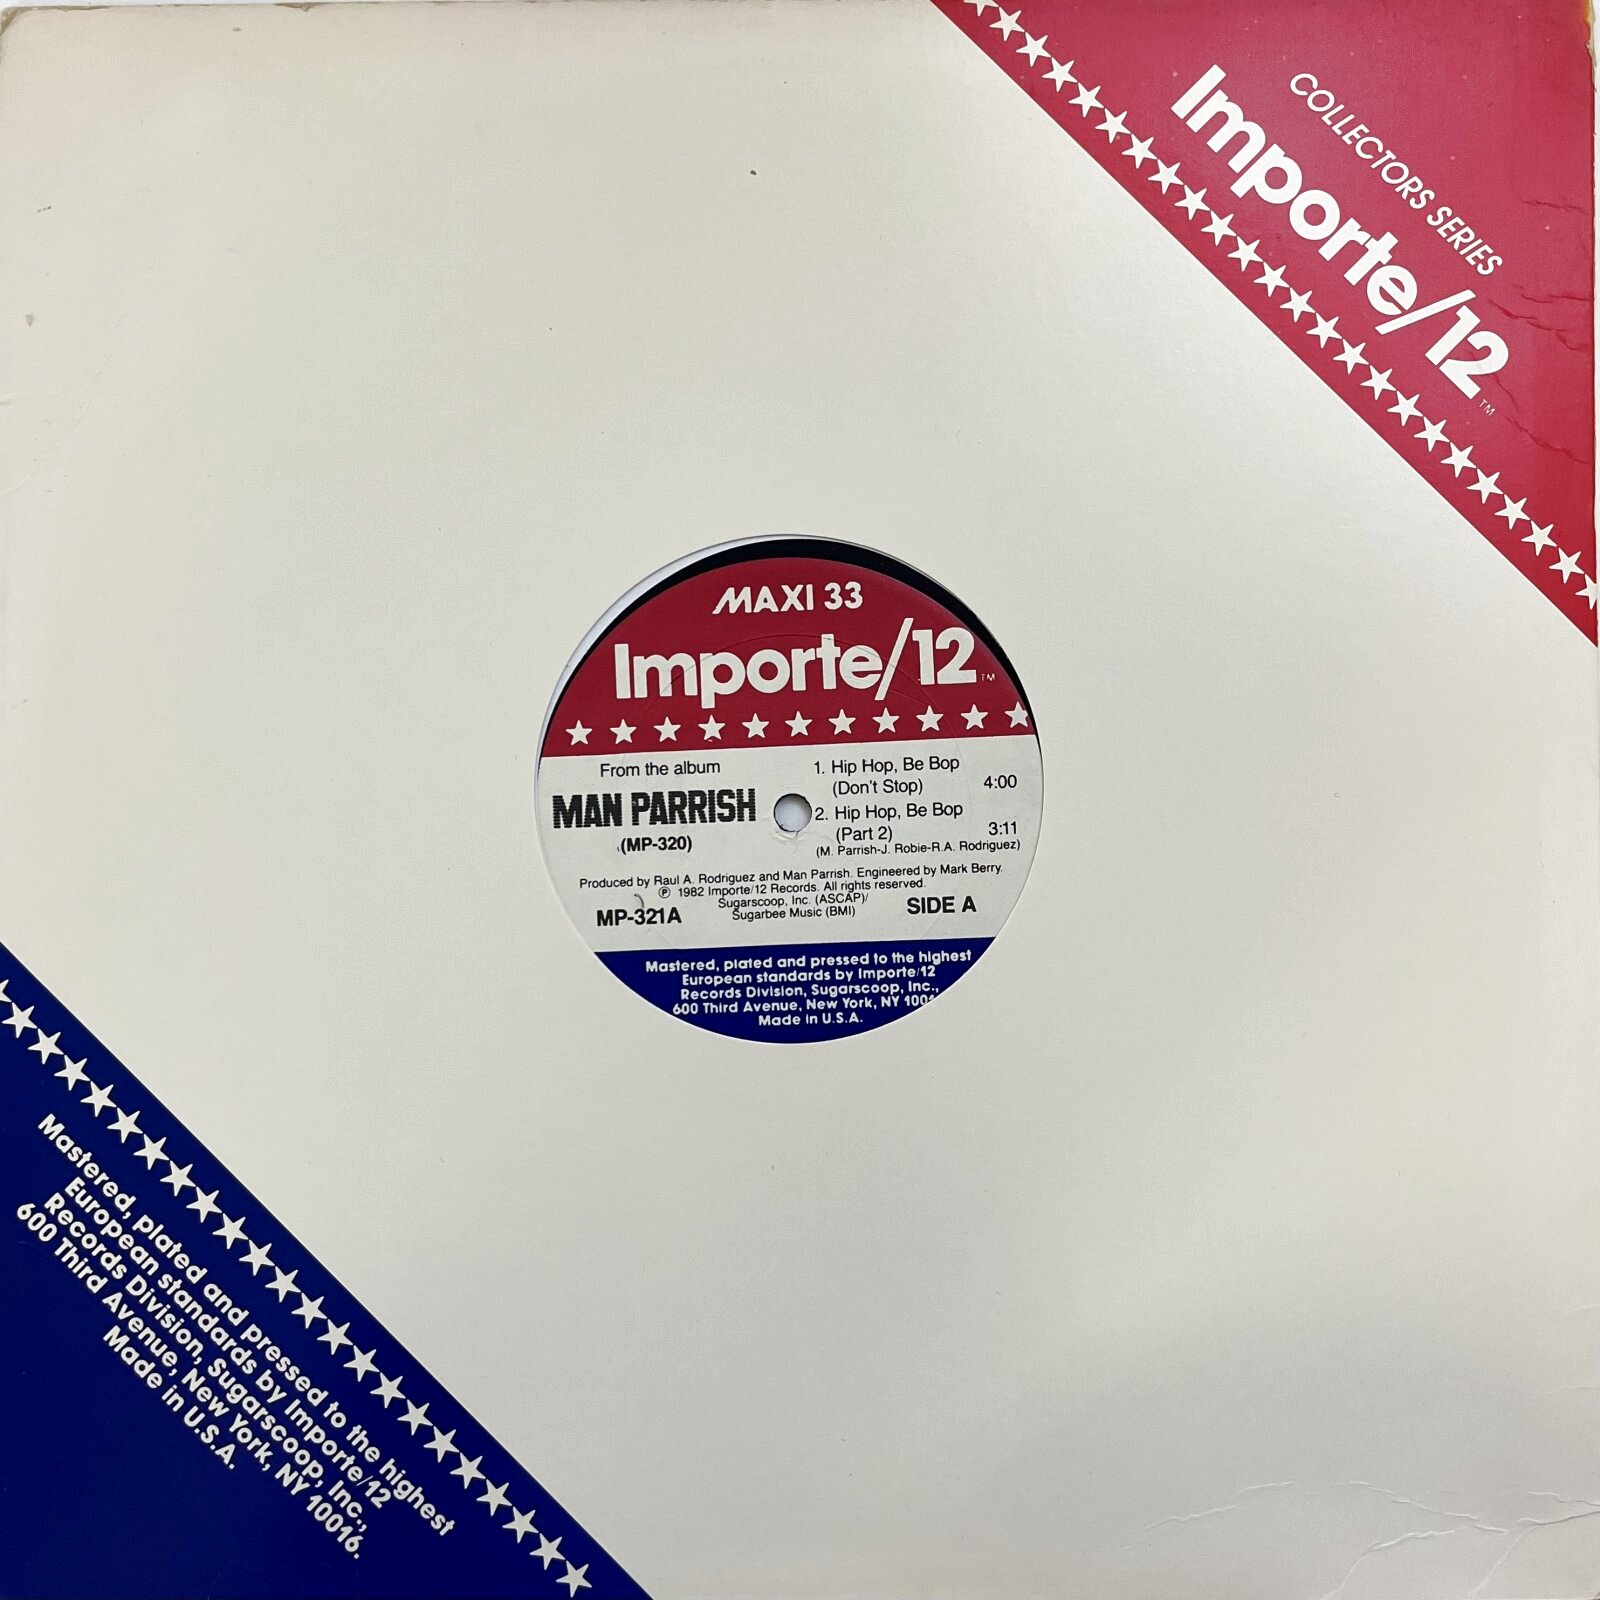 COLLECTORS SERIES
Importe/12
TM
MAXI 33
Importe/12
TM
From the album
MAN PARRISH
(MP-320)
1. Hip Hop, Be Bop
(Don't Stop) 4:00
2. Hip Hop, Be Bop
(Part 2) 3:11
(M. Parrish-J. Robie-R.A. Rodriguez)
Produced by Raul A. Rodriguez and Man Parrish. Engineered by Mark Berry.
℗ 1982 Importe/12 Records. All rights reserved.
Sugarscoop, Inc. (ASCAP)/
Sugarbee Music (BMI)
MP-321A
SIDE A
Mastered, plated and pressed to the highest
European standards by Importe/12
Records Division, Sugarscoop, Inc.,
600 Third Avenue, New York, NY
Made in U.S.A.
Mastered, plated and pressed to the highest
European standards by Importe/12
Records Division, Sugarscoop, Inc.,
600 Third Avenue, New York, NY 10016.
Made in U.S.A.